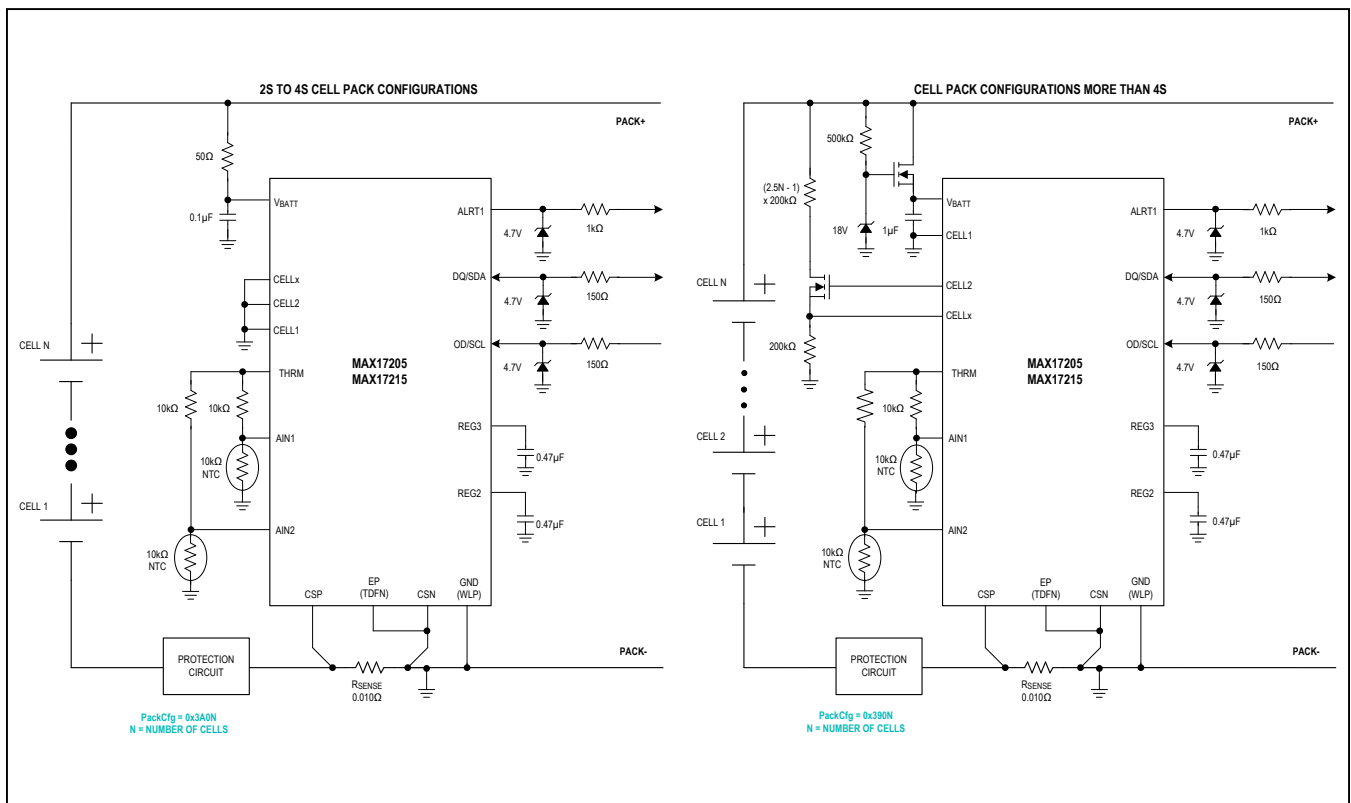 2S TO 4S CELL PACK CONFIGURATIONS
PACK+
50Ω
VBATT
0.1µF
CELLx
CELL2
CELL1
CELL N
CELL 1
MAX17205
MAX17215
THRM
10kΩ
10kΩ
AIN1
10kΩ
NTC
AIN2
10kΩ
NTC
ALRT1
4.7V
1kΩ
DQ/SDA
4.7V
150Ω
OD/SCL
4.7V
150Ω
REG3
0.47µF
REG2
0.47µF
CSP
EP
(TDFN)
CSN
GND
(WLP)
PACK-
PROTECTION
CIRCUIT
RSENSE
0.010Ω
PackCfg = 0x3A0N
N = NUMBER OF CELLS
CELL PACK CONFIGURATIONS MORE THAN 4S
PACK+
500kΩ
(2.5N - 1)
x 200kΩ
18V
1µF
VBATT
CELL1
CELL2
CELLx
200kΩ
CELL N
CELL 2
CELL 1
MAX17205
MAX17215
THRM
10kΩ
AIN1
10kΩ
NTC
AIN2
10kΩ
NTC
ALRT1
4.7V
1kΩ
DQ/SDA
4.7V
150Ω
OD/SCL
4.7V
150Ω
REG3
0.47µF
REG2
0.47µF
CSP
EP
(TDFN)
CSN
GND
(WLP)
PACK-
PROTECTION
CIRCUIT
RSENSE
0.010Ω
PackCfg = 0x390N
N = NUMBER OF CELLS